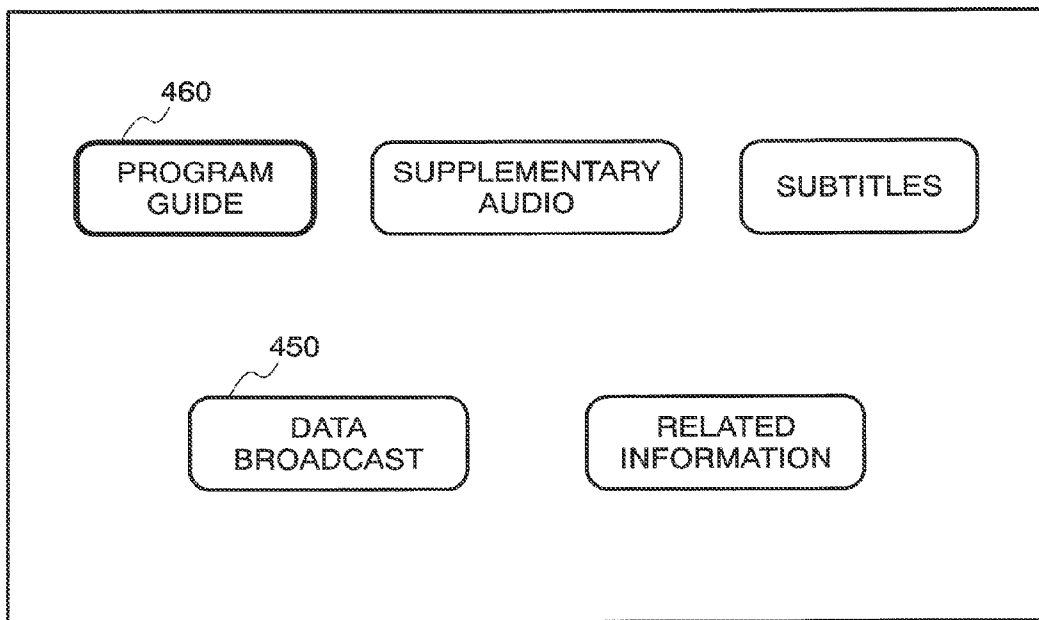 460
PROGRAM
GUIDE
SUPPLEMENTARY
AUDIO
SUBTITLES
450
DATA
BROADCAST
RELATED
INFORMATION